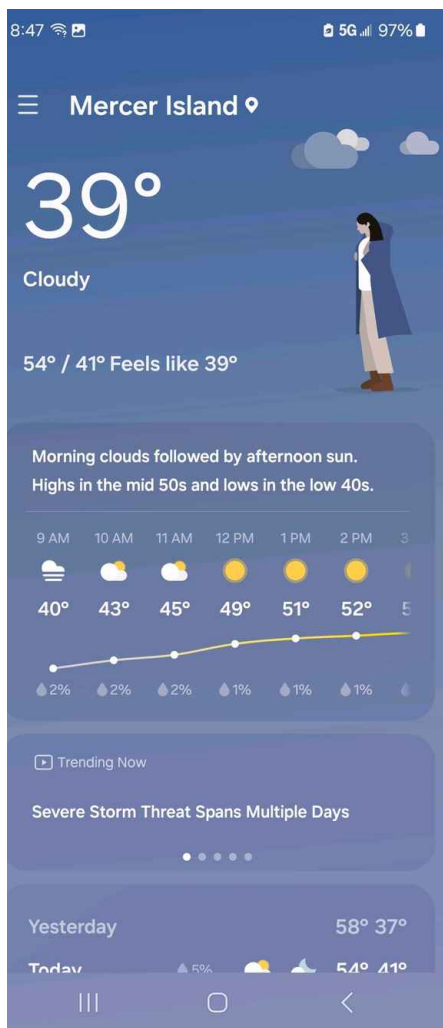 8:47 5G 97%
Mercer Island
39°
Cloudy
54° / 41° Feels like 39°
Morning clouds followed by afternoon sun.
Highs in the mid 50s and lows in the low 40s.
9 AM 10 AM 11 AM 12 PM 1 PM 2 PM 3
40° 43° 45° 49° 51° 52° 5
2% 2% 2% 1% 1% 1%
Trending Now
Severe Storm Threat Spans Multiple Days
Yesterday 58° 37°
Today 5% 54° 41°